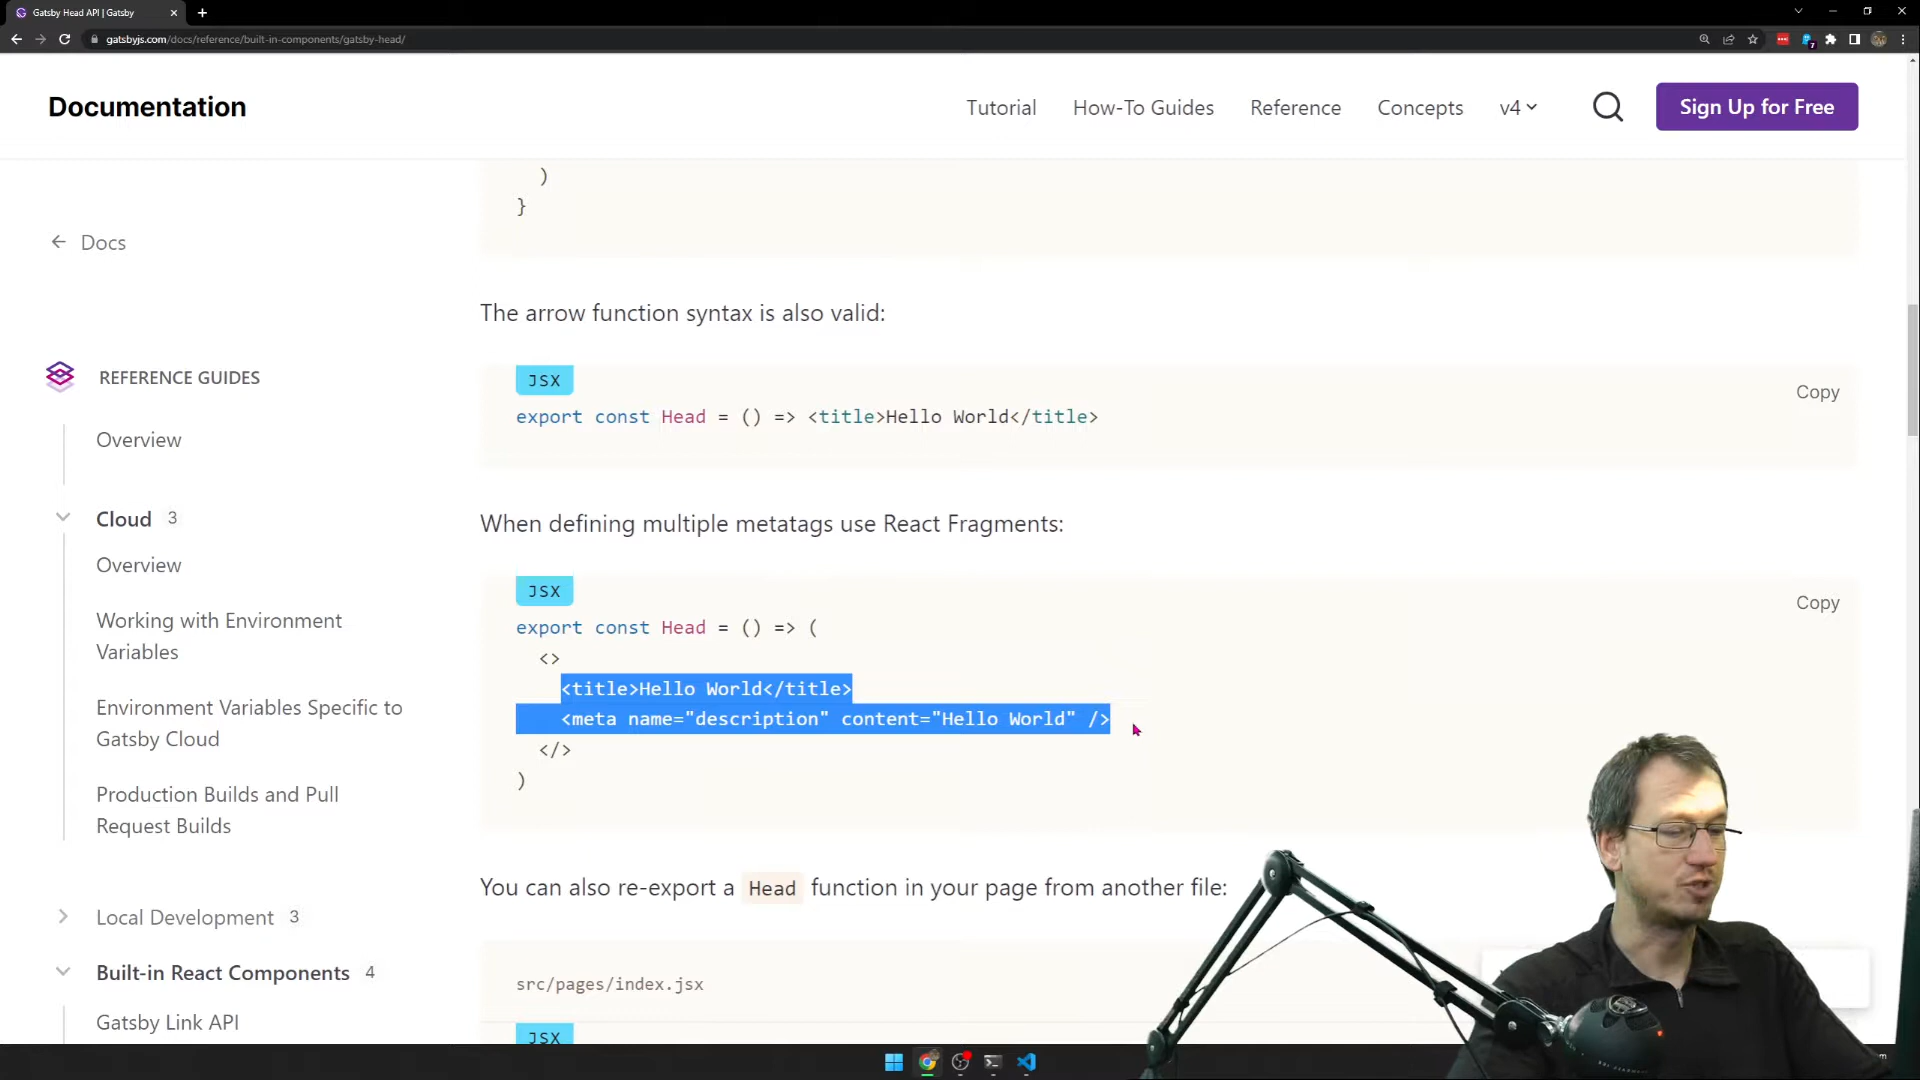 Gatsby Head API | Gatsby
gatsbyjs.com/docs/reference/built-in-components/gatsby-head/
7
Documentation
Tutorial
How-To Guides
Reference
Concepts
v4
Sign Up for Free
Docs
REFERENCE GUIDES
Overview
Cloud 3
Overview
Working with Environment
Variables
Environment Variables Specific to
Gatsby Cloud
Production Builds and Pull
Request Builds
Local Development 3
Built-in React Components 4
Gatsby Link API
)
}
The arrow function syntax is also valid:
JSX
Copy
export const Head = () => <title>Hello World</title>
When defining multiple metatags use React Fragments:
JSX
Copy
export const Head = () => (
<>
<title>Hello World</title>
<meta name="description" content="Hello World" />
</>
)
You can also re-export a Head function in your page from another file:
src/pages/index.jsx
JSX